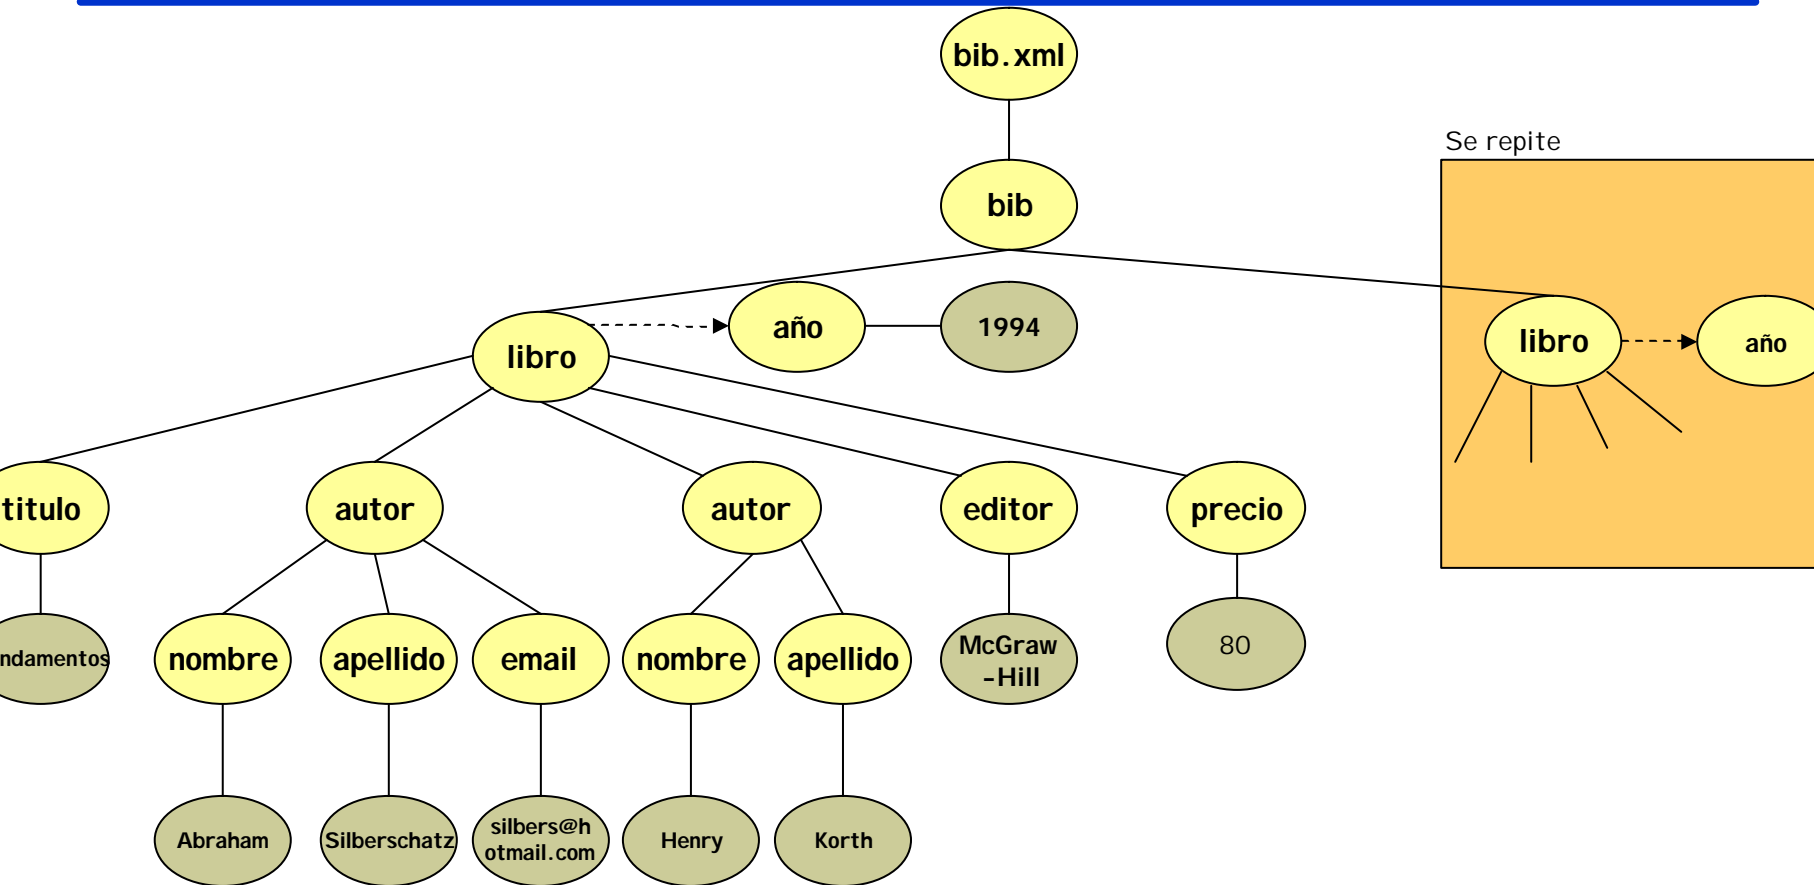 bib.xml
Se repite
bib
año
1994
libro
libro
año
titulo
autor
autor
editor
precio
ndamentos
nombre
apellido
email
nombre
apellido
McGraw
-Hill
80
Abraham
Silberschatz
silbers@h
otmail.com
Henry
Korth